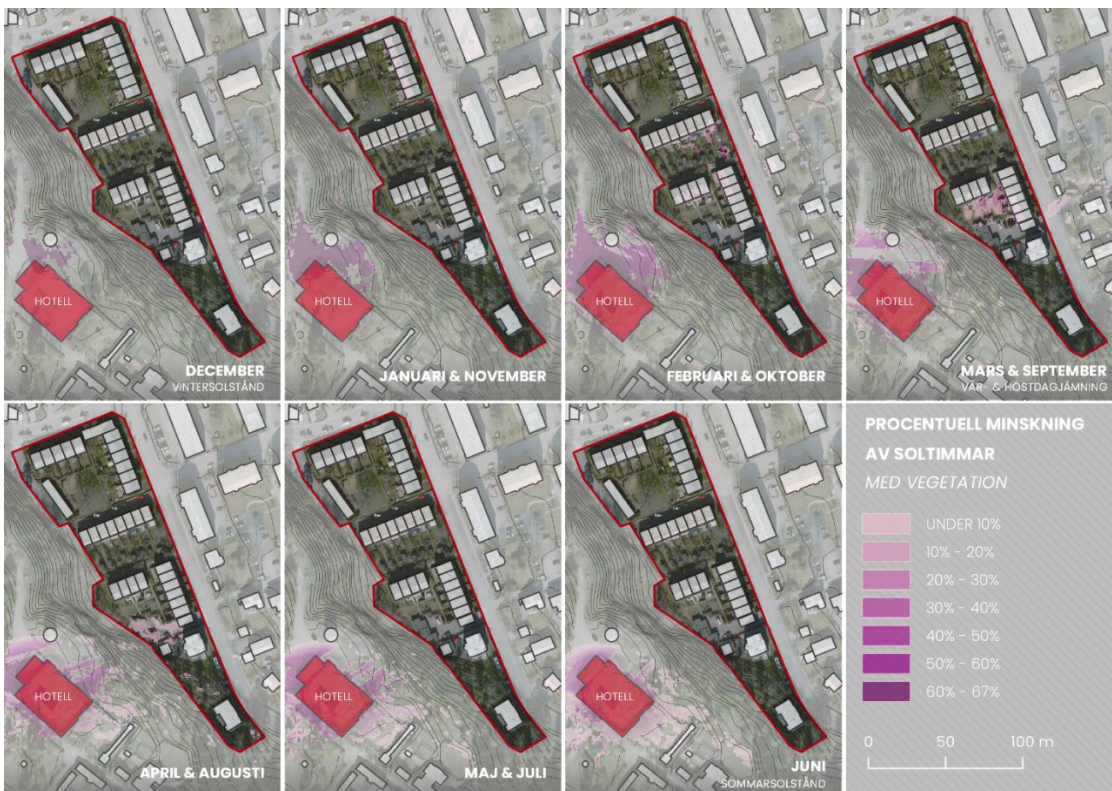 HOTELL
DECEMBER
VINTERSOLSTÅND
HOTELL
JANUARI & NOVEMBER
HOTELL
FEBRUARI & OKTOBER
HOTELL
MARS & SEPTEMBER
VÅR- & HÖSTDAGJÄMNING
HOTELL
APRIL & AUGUSTI
HOTELL
MAJ & JULI
HOTELL
JUNI
SOMMARSOLSTÅND
PROCENTUELL MINSKNING
AV SOLTIMMAR
MED VEGETATION
UNDER 10%
10% - 20%
20% - 30%
30% - 40%
40% - 50%
50% - 60%
60% - 67%
0 50 100 m